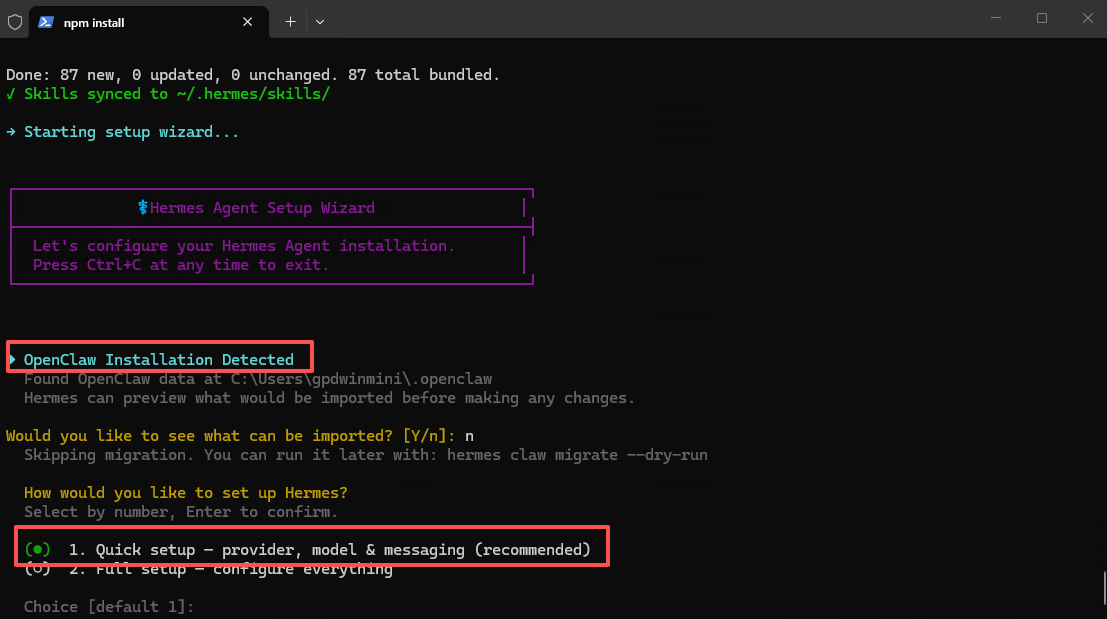 npm install
Done: 87 new, 0 updated, 0 unchanged. 87 total bundled.
√ Skills synced to ~/.hermes/skills/
→ Starting setup wizard...
⚕Hermes Agent Setup Wizard
Let's configure your Hermes Agent installation.
Press Ctrl+C at any time to exit.
OpenClaw Installation Detected
Found OpenClaw data at C:\Users\gpdwinmini\.openclaw
Hermes can preview what would be imported before making any changes.
Would you like to see what can be imported? [Y/n]: n
Skipping migration. You can run it later with: hermes claw migrate --dry-run
How would you like to set up Hermes?
Select by number, Enter to confirm.
(●) 1. Quick setup — provider, model & messaging (recommended)
(○) 2. Full setup — configure everything
Choice [default 1]: